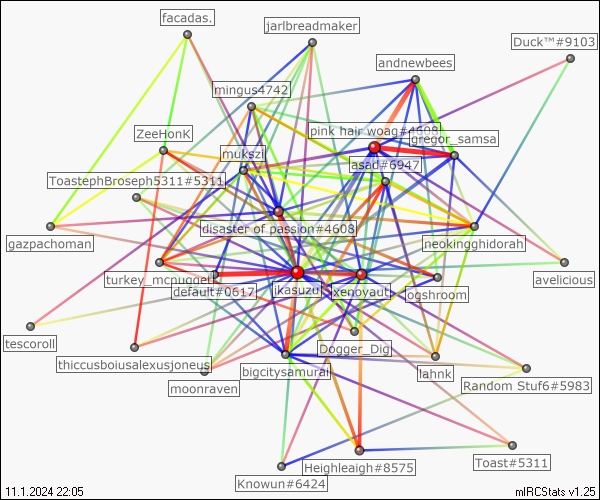 facadas.
jarlbreadmaker
Duck™#9103
andnewbees
mingus4742
pink hair woag#4609
gregor_samsa
ZeeHonK
mukszi
asad#6947
ToastephBroseph5311#5311
disaster of passion#4608
gazpachoman
neokingghidorah
turkey_mcnugget
default#0617
ikasuzu
xenoyaut
ogshroom
avelicious
tescoroll
thiccusboiusalexusjoneus
bigcitysamurai
Dogger_Dig
lahnk
moonraven
Random Stuf6#5983
Heighleaigh#8575
Toast#5311
Knowun#6424
11.1.2024 22:05
mIRCStats v1.25